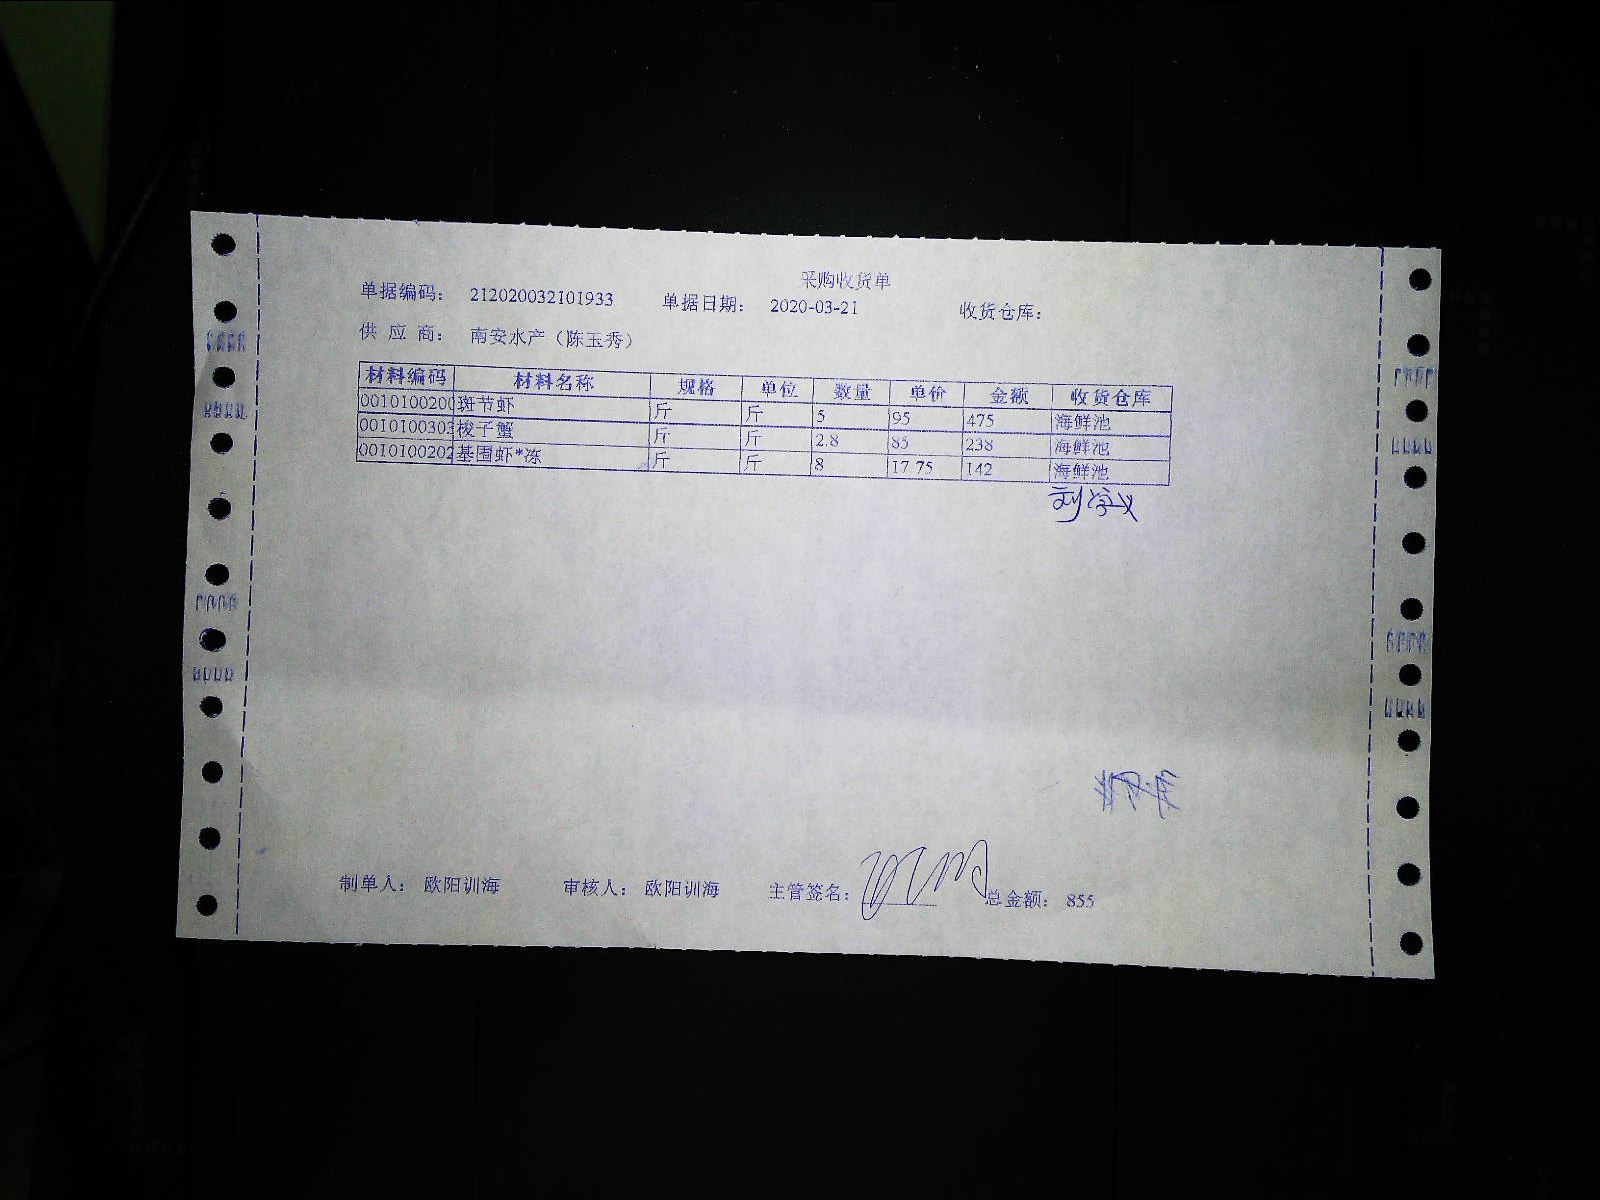 采购收货单
单据编码： 212020032101933 单据日期： 2020-03-21 收货仓库：
供 应 商： 南安水产（陈玉秀）
材料编码 材料名称 规格 单位 数量 单价 金额 收货仓库
0010100200 斑节虾 斤 斤 5 95 475 海鲜池
0010100303 梭子蟹 斤 斤 2.8 85 238 海鲜池
0010100202 基围虾*冻 斤 斤 8 17.75 142 海鲜池
制单人： 欧阳训海 审核人： 欧阳训海 主管签名： 总金额： 855